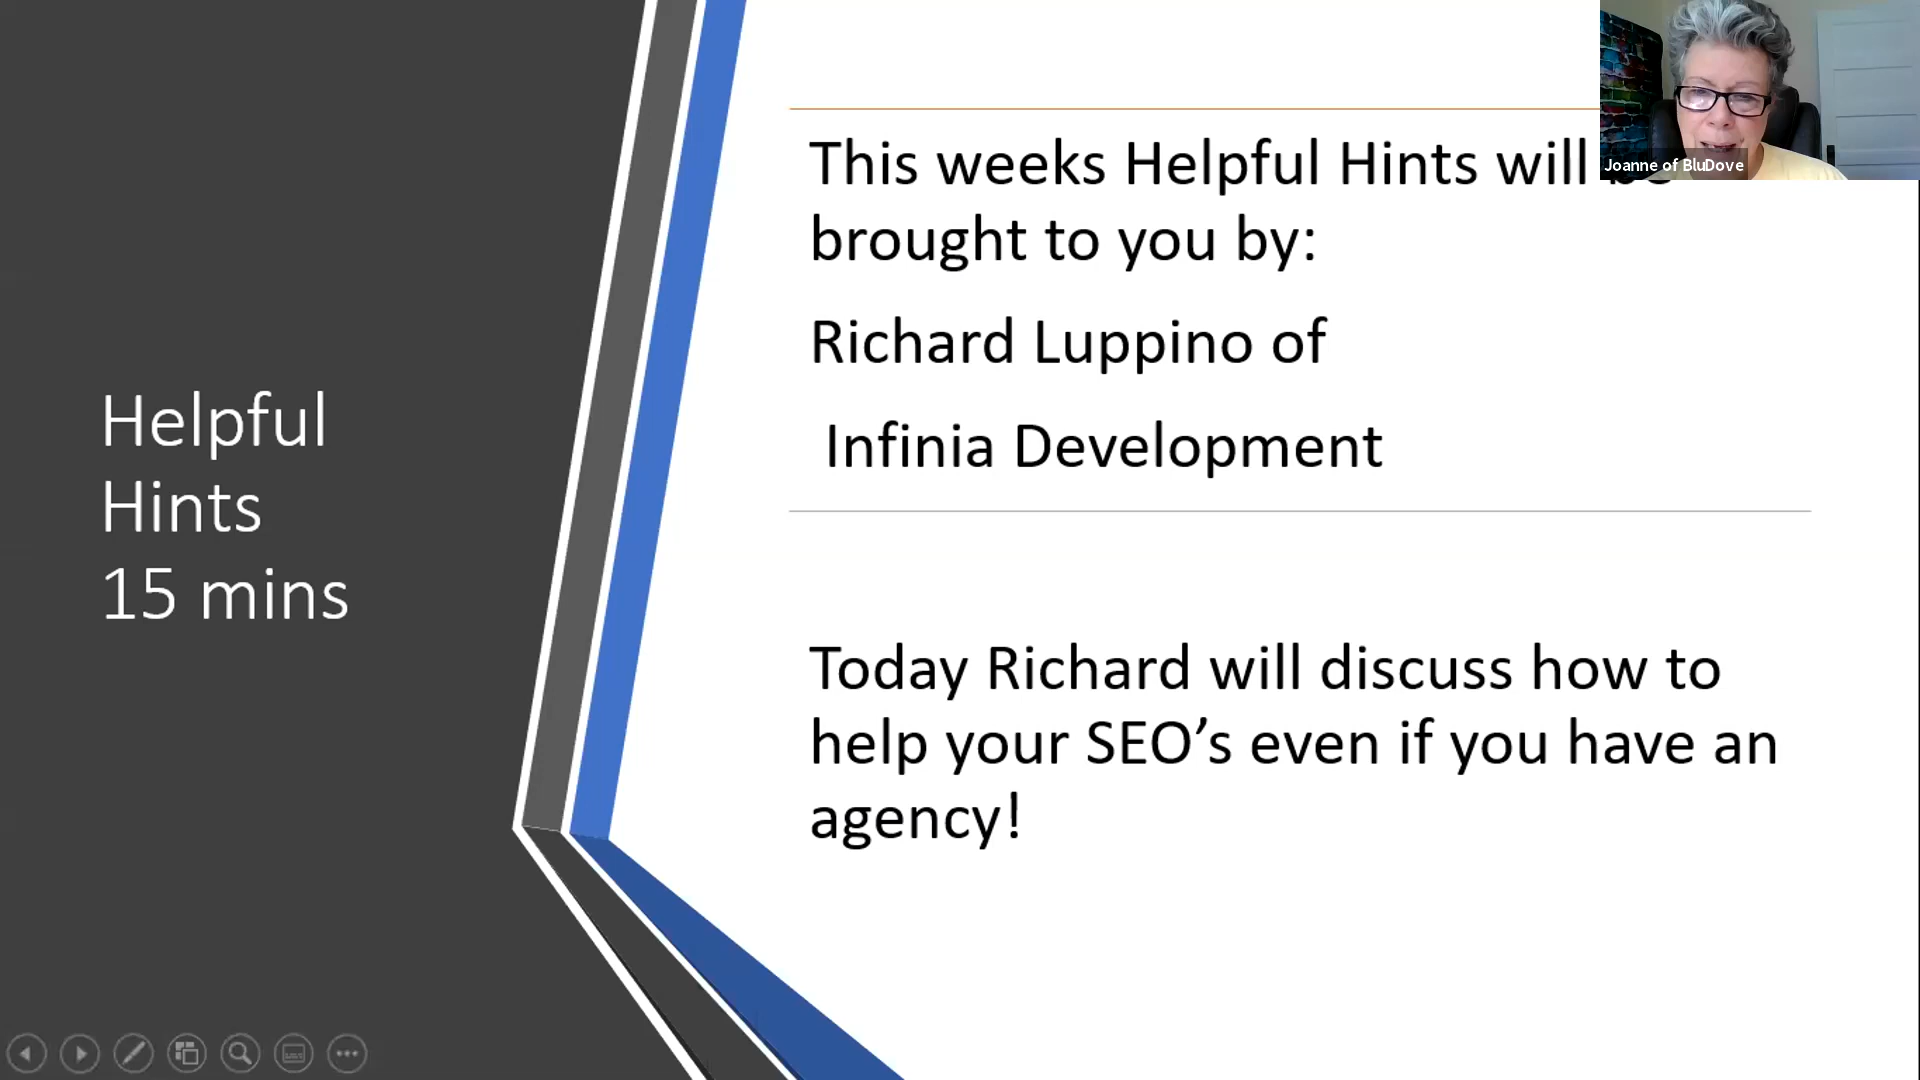 Helpful
Hints
15 mins
This weeks Helpful Hints will be
brought to you by:
Richard Luppino of
Infinia Development
Today Richard will discuss how to
help your SEO’s even if you have an
agency!
Joanne of BluDove